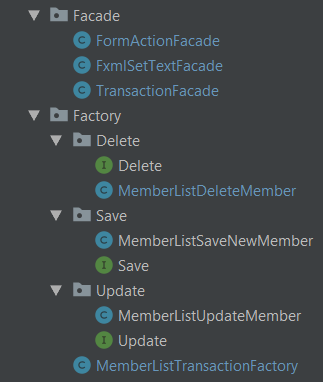 Facade
C FormActionFacade
C FxmlSetTextFacade
C TransactionFacade
Factory
Delete
I Delete
C MemberListDeleteMember
Save
C MemberListSaveNewMember
I Save
Update
C MemberListUpdateMember
I Update
C MemberListTransactionFactory